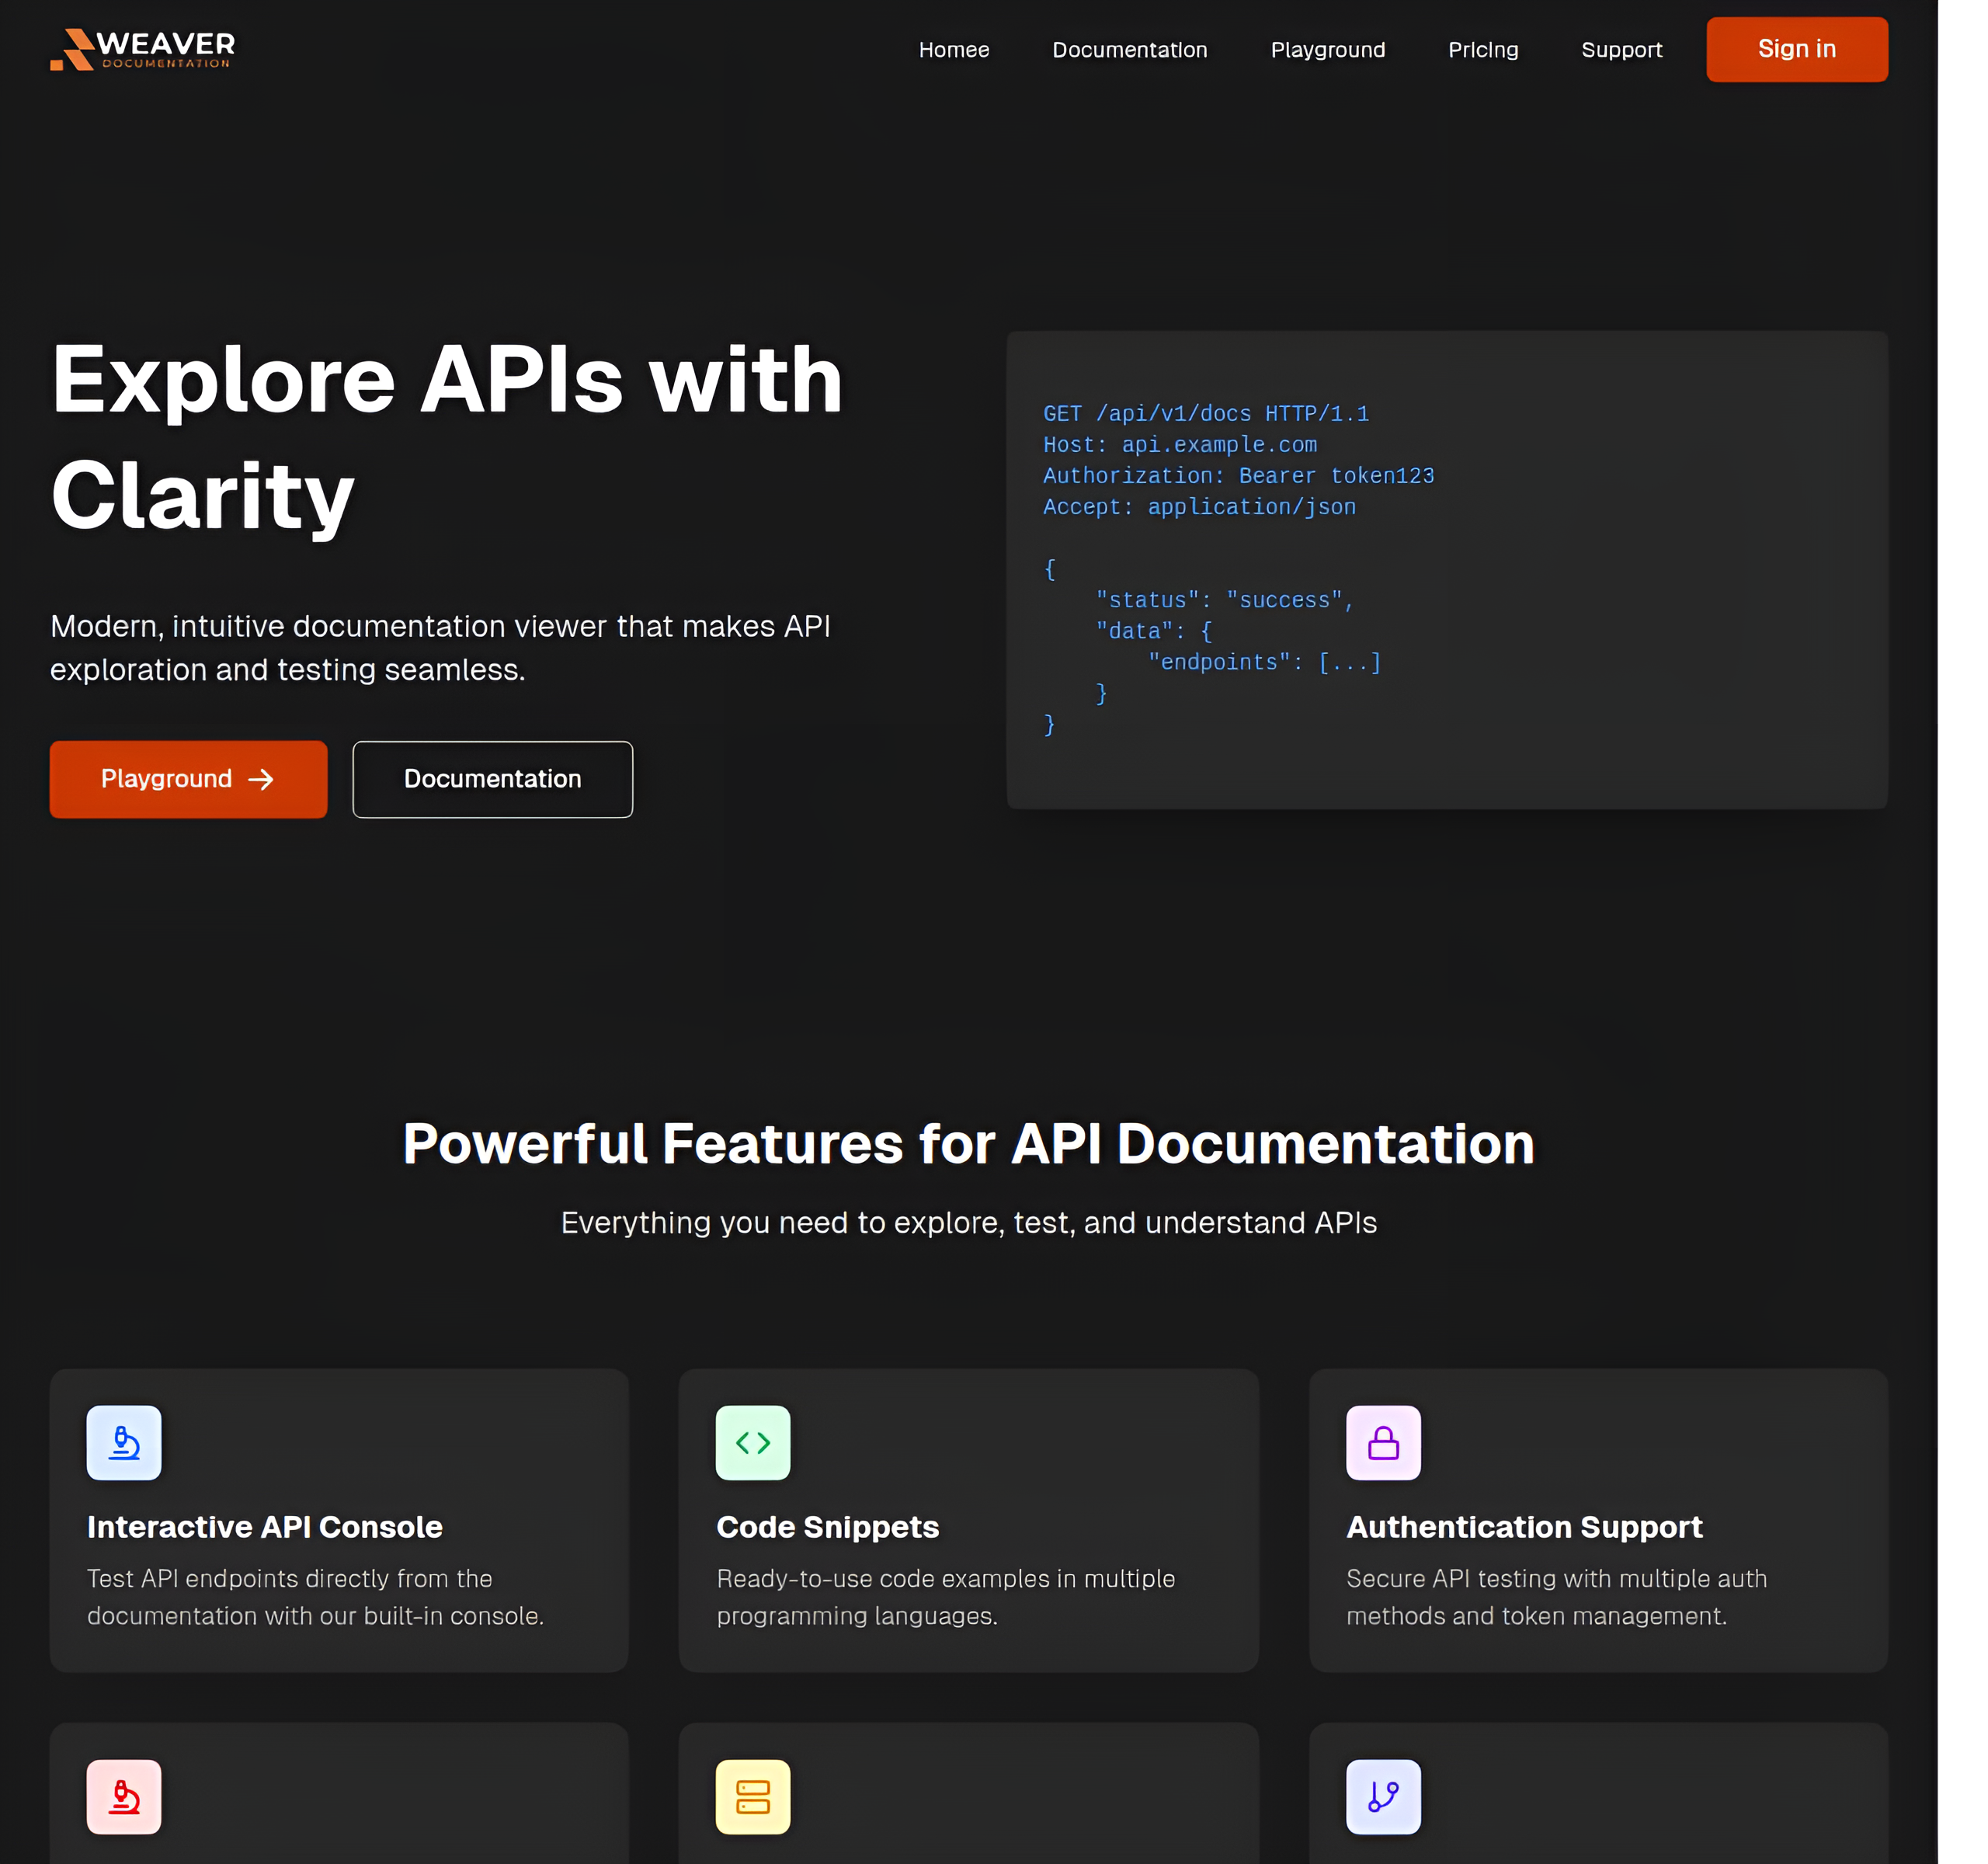 WEAVER
DOCUMENTATION
Homee
Documentation
Playground
Pricing
Support
Sign in
Explore APIs with
Clarity
Modern, intuitive documentation viewer that makes API
exploration and testing seamless.
Playground
Documentation
GET /api/v1/docs HTTP/1.1
Host: api.example.com
Authorization: Bearer token123
Accept: application/json
{
    "status": "success",
    "data": {
        "endpoints": [...]
    }
}
Powerful Features for API Documentation
Everything you need to explore, test, and understand APIs
Interactive API Console
Test API endpoints directly from the
documentation with our built-in console.
Code Snippets
Ready-to-use code examples in multiple
programming languages.
Authentication Support
Secure API testing with multiple auth
methods and token management.